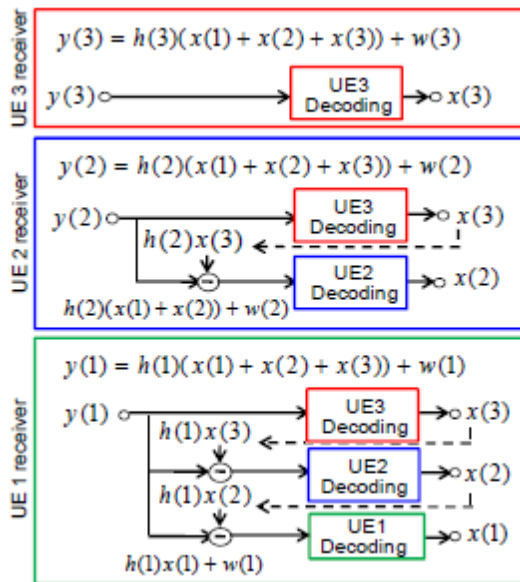 UE 3 receiver
y(3) = h(3)(x(1) + x(2) + x(3)) + w(3)
y(3)
UE3
Decoding
x(3)
UE 2 receiver
y(2) = h(2)(x(1) + x(2) + x(3)) + w(2)
y(2)
UE3
Decoding
x(3)
h(2)x(3)
−
UE2
Decoding
x(2)
h(2)(x(1) + x(2)) + w(2)
UE 1 receiver
y(1) = h(1)(x(1) + x(2) + x(3)) + w(1)
y(1)
UE3
Decoding
x(3)
h(1)x(3)
−
UE2
Decoding
x(2)
h(1)x(2)
−
UE1
Decoding
x(1)
h(1)x(1) + w(1)